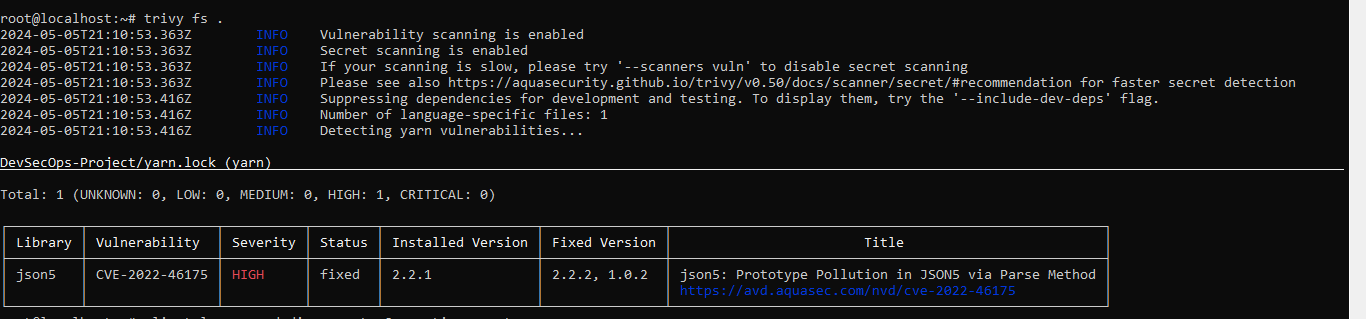 root@localhost:~# trivy fs .
2024-05-05T21:10:53.363Z INFO Vulnerability scanning is enabled
2024-05-05T21:10:53.363Z INFO Secret scanning is enabled
2024-05-05T21:10:53.363Z INFO If your scanning is slow, please try '--scanners vuln' to disable secret scanning
2024-05-05T21:10:53.363Z INFO Please see also https://aquasecurity.github.io/trivy/v0.50/docs/scanner/secret/#recommendation for faster secret detection
2024-05-05T21:10:53.416Z INFO Suppressing dependencies for development and testing. To display them, try the '--include-dev-deps' flag.
2024-05-05T21:10:53.416Z INFO Number of language-specific files: 1
2024-05-05T21:10:53.416Z INFO Detecting yarn vulnerabilities...
DevSecOps-Project/yarn.lock (yarn)
Total: 1 (UNKNOWN: 0, LOW: 0, MEDIUM: 0, HIGH: 1, CRITICAL: 0)
Library Vulnerability Severity Status Installed Version Fixed Version Title
json5 CVE-2022-46175 HIGH fixed 2.2.1 2.2.2, 1.0.2 json5: Prototype Pollution in JSON5 via Parse Method
https://avd.aquasec.com/nvd/cve-2022-46175